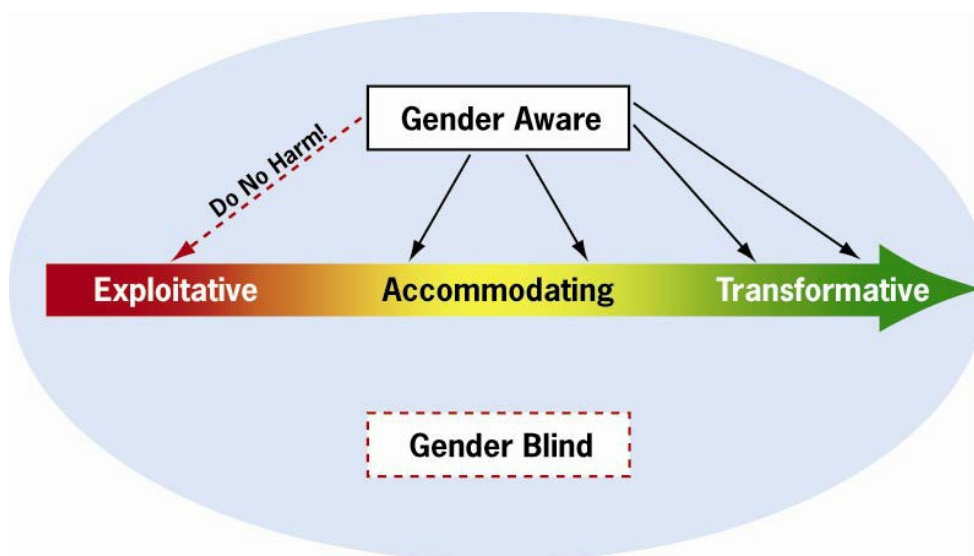 Gender Aware
Do No Harm!
Exploitative
Accommodating
Transformative
Gender Blind